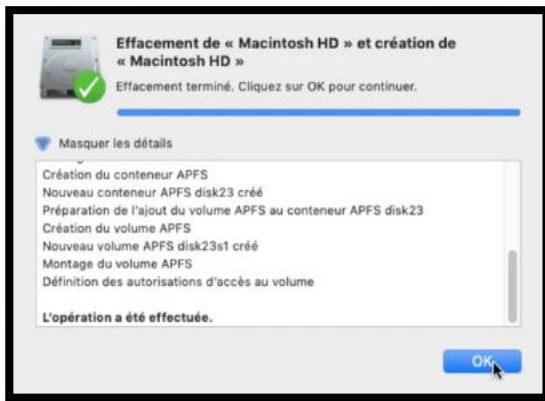 Effacement de « Macintosh HD » et création de
« Macintosh HD »
Effacement terminé. Cliquez sur OK pour continuer.
Masquer les détails
Création du conteneur APFS
Nouveau conteneur APFS disk23 créé
Préparation de l'ajout du volume APFS au conteneur APFS disk23
Création du volume APFS
Nouveau volume APFS disk23s1 créé
Montage du volume APFS
Définition des autorisations d'accès au volume
L'opération a été effectuée.
OK